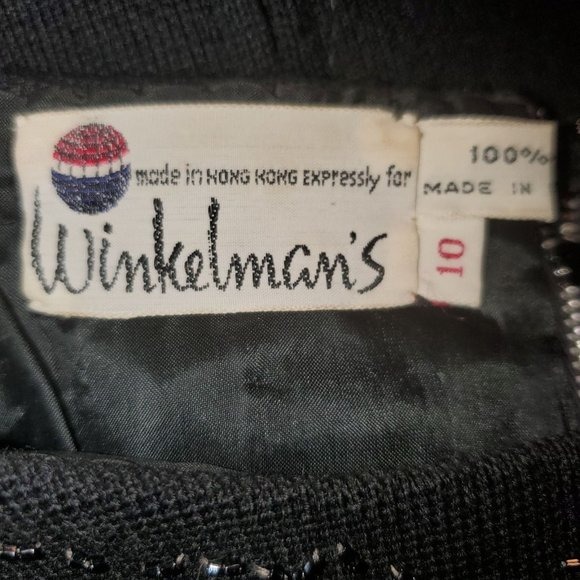 made in HONG KONG EXPRESSly for
Winkelman's
100%
MADE IN
10